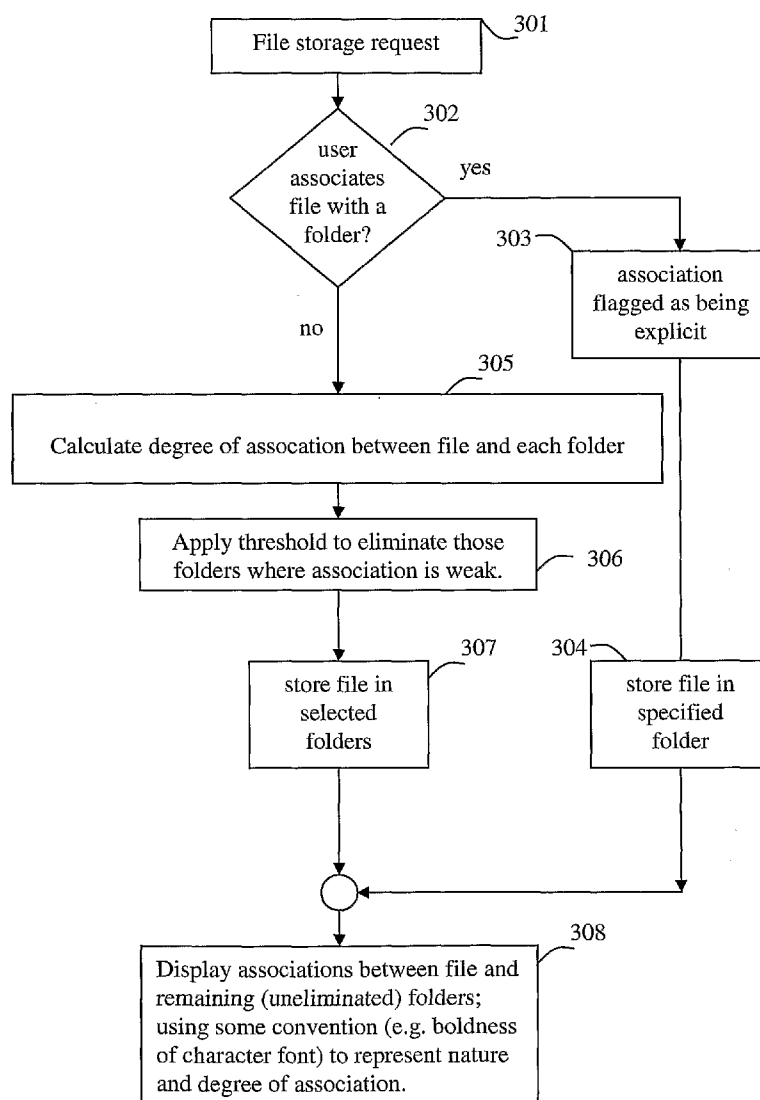 301
File storage request
302
user
associates
file with a
folder?
yes
303
association
flagged as being
explicit
no
305
Calculate degree of assocation between file and each folder
Apply threshold to eliminate those
folders where association is weak.
306
307
store file in
selected
folders
304
store file in
specified
folder
308
Display associations between file and
remaining (uneliminated) folders;
using some convention (e.g. boldness
of character font) to represent nature
and degree of association.